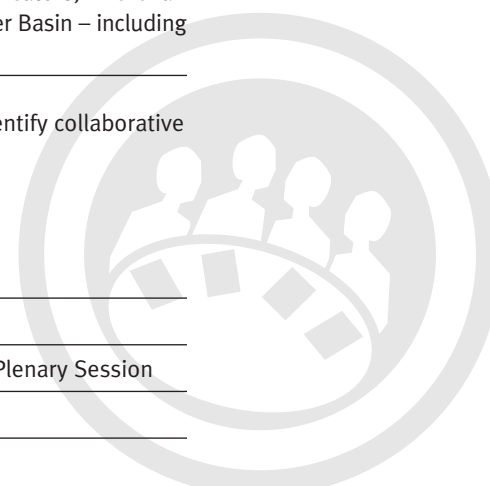 er Basin – including
entify collaborative
Plenary Session